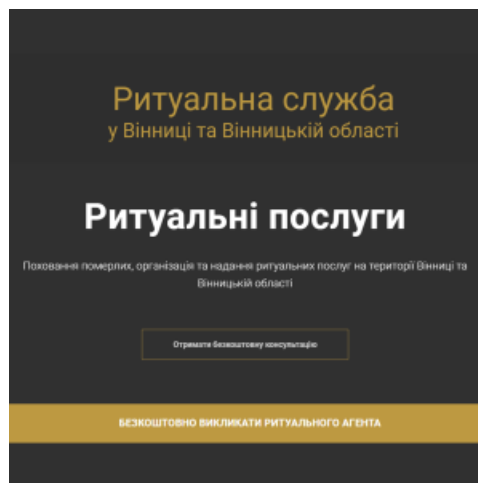 Ритуальна служба
у Вінниці та Вінницькій області
Ритуальні послуги
Поховання померлих, організація та надання ритуальних послуг на території Вінниці та
Вінницькій області
Отримати безкоштовну консультацію
БЕЗКОШТОВНО ВИКЛИКАТИ РИТУАЛЬНОГО АГЕНТА